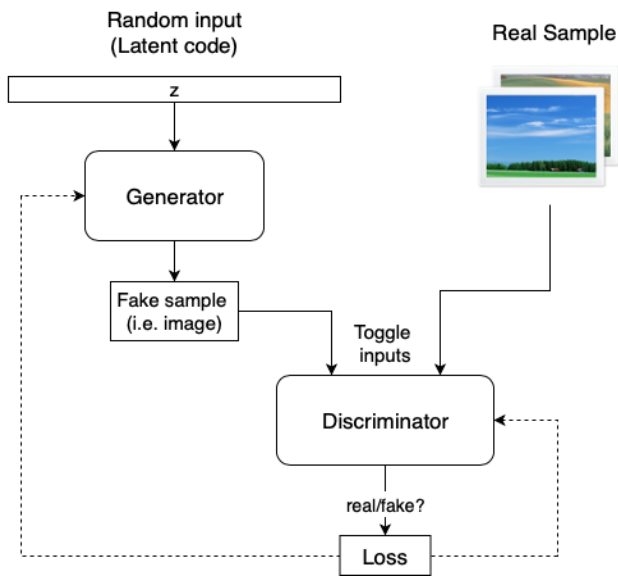 Random input
(Latent code)
Real Sample
z
Generator
Fake sample
(i.e. image)
Toggle
inputs
Discriminator
real/fake?
Loss